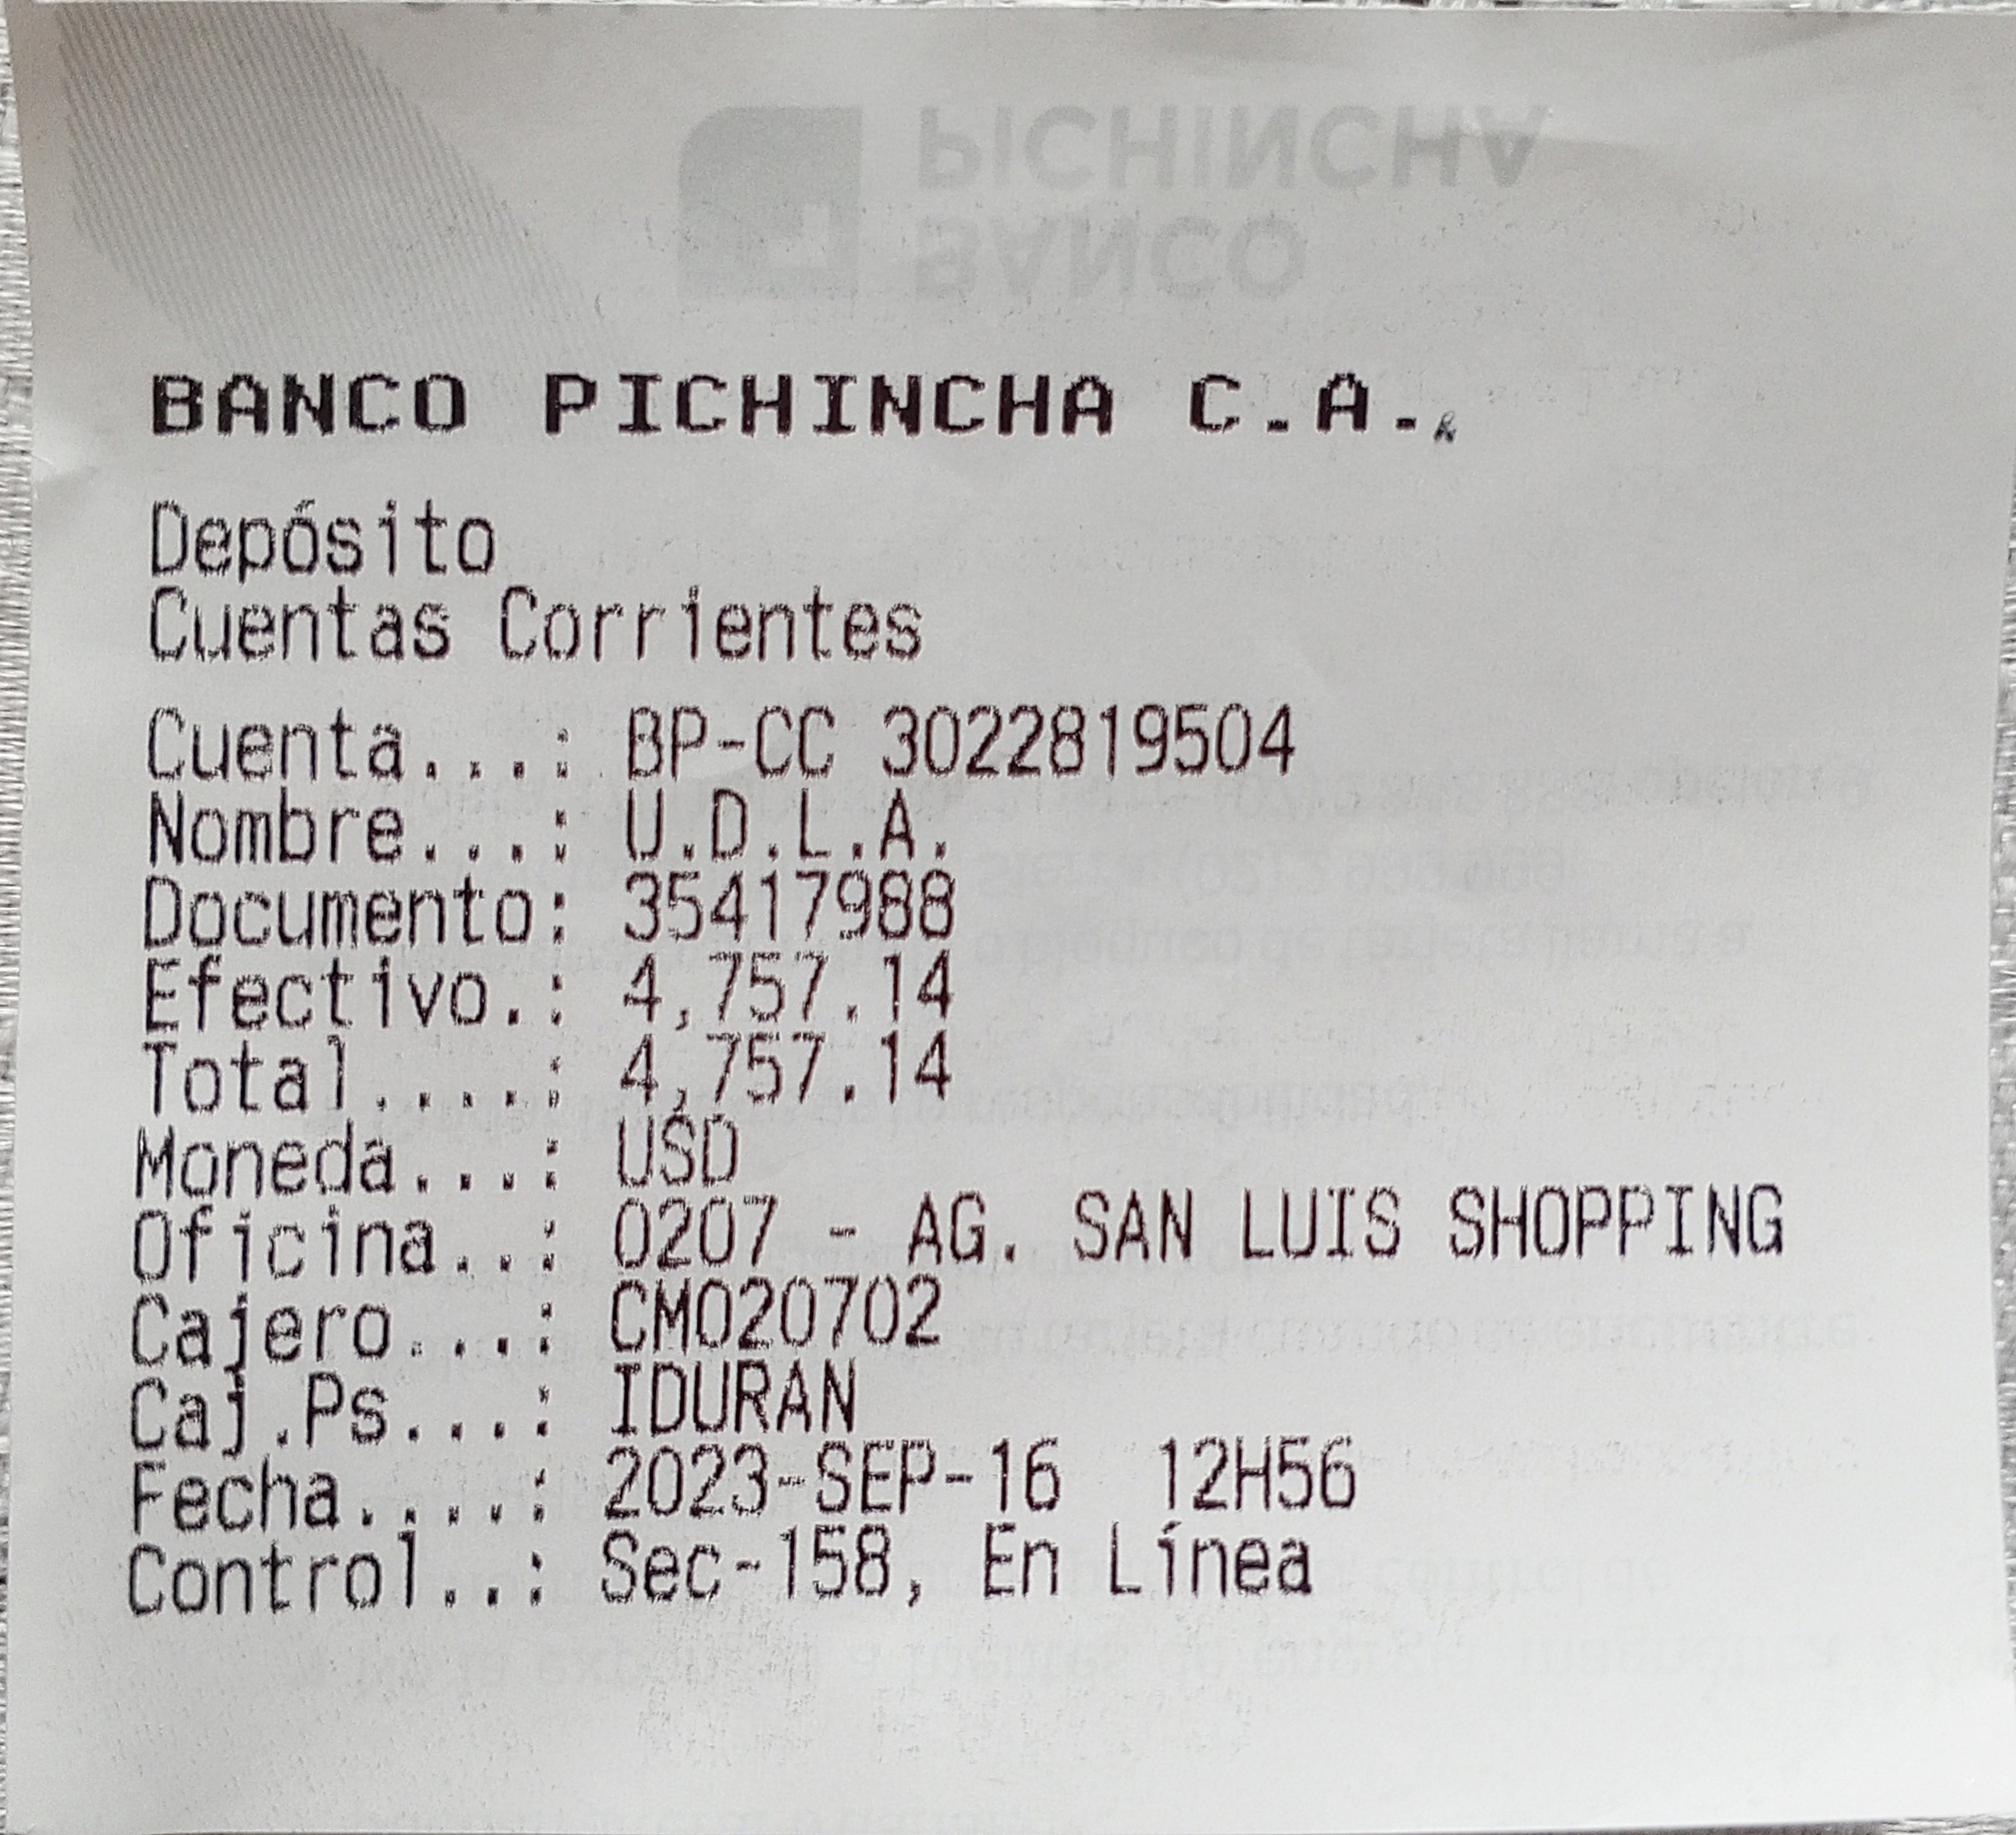 BANCO PICHINCHA C.A.
Depósito
Cuentas Corrientes
Cuenta...: BP-CC 3022819504
Nombre...: U.D.L.A.
Documento: 35417988
Efectivo.: 4,757.14
Total....: 4,757.14
Moneda...: USD
Oficina..: 0207 - AG. SAN LUIS SHOPPING
Cajero...: CM020702
Caj.Ps...: IDURAN
Fecha....: 2023-SEP-16 12H56
Control..: Sec-158, En Línea